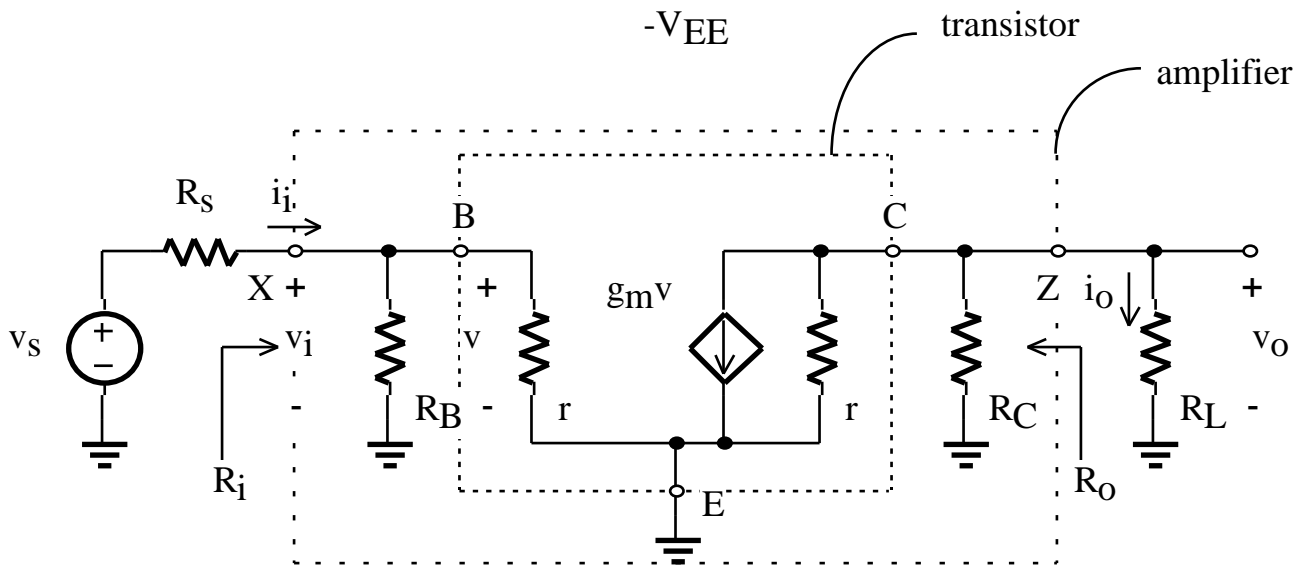 -VEE
transistor
amplifier
Rs
ii
B
C
X
+
+
gmv
Z
io
+
vs
+
−
vi
v
vo
-
RB
-
r
r
RC
RL
-
Ri
E
Ro